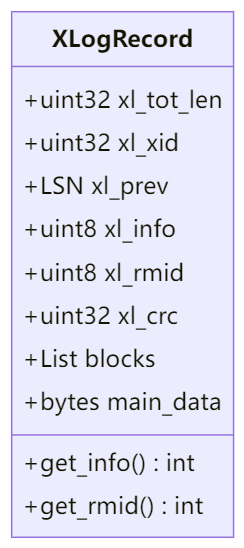 XLogRecord
+uint32 xl_tot_len
+uint32 xl_xid
+LSN xl_prev
+uint8 xl_info
+uint8 xl_rmid
+uint32 xl_crc
+List blocks
+bytes main_data
+get_info() : int
+get_rmid() : int